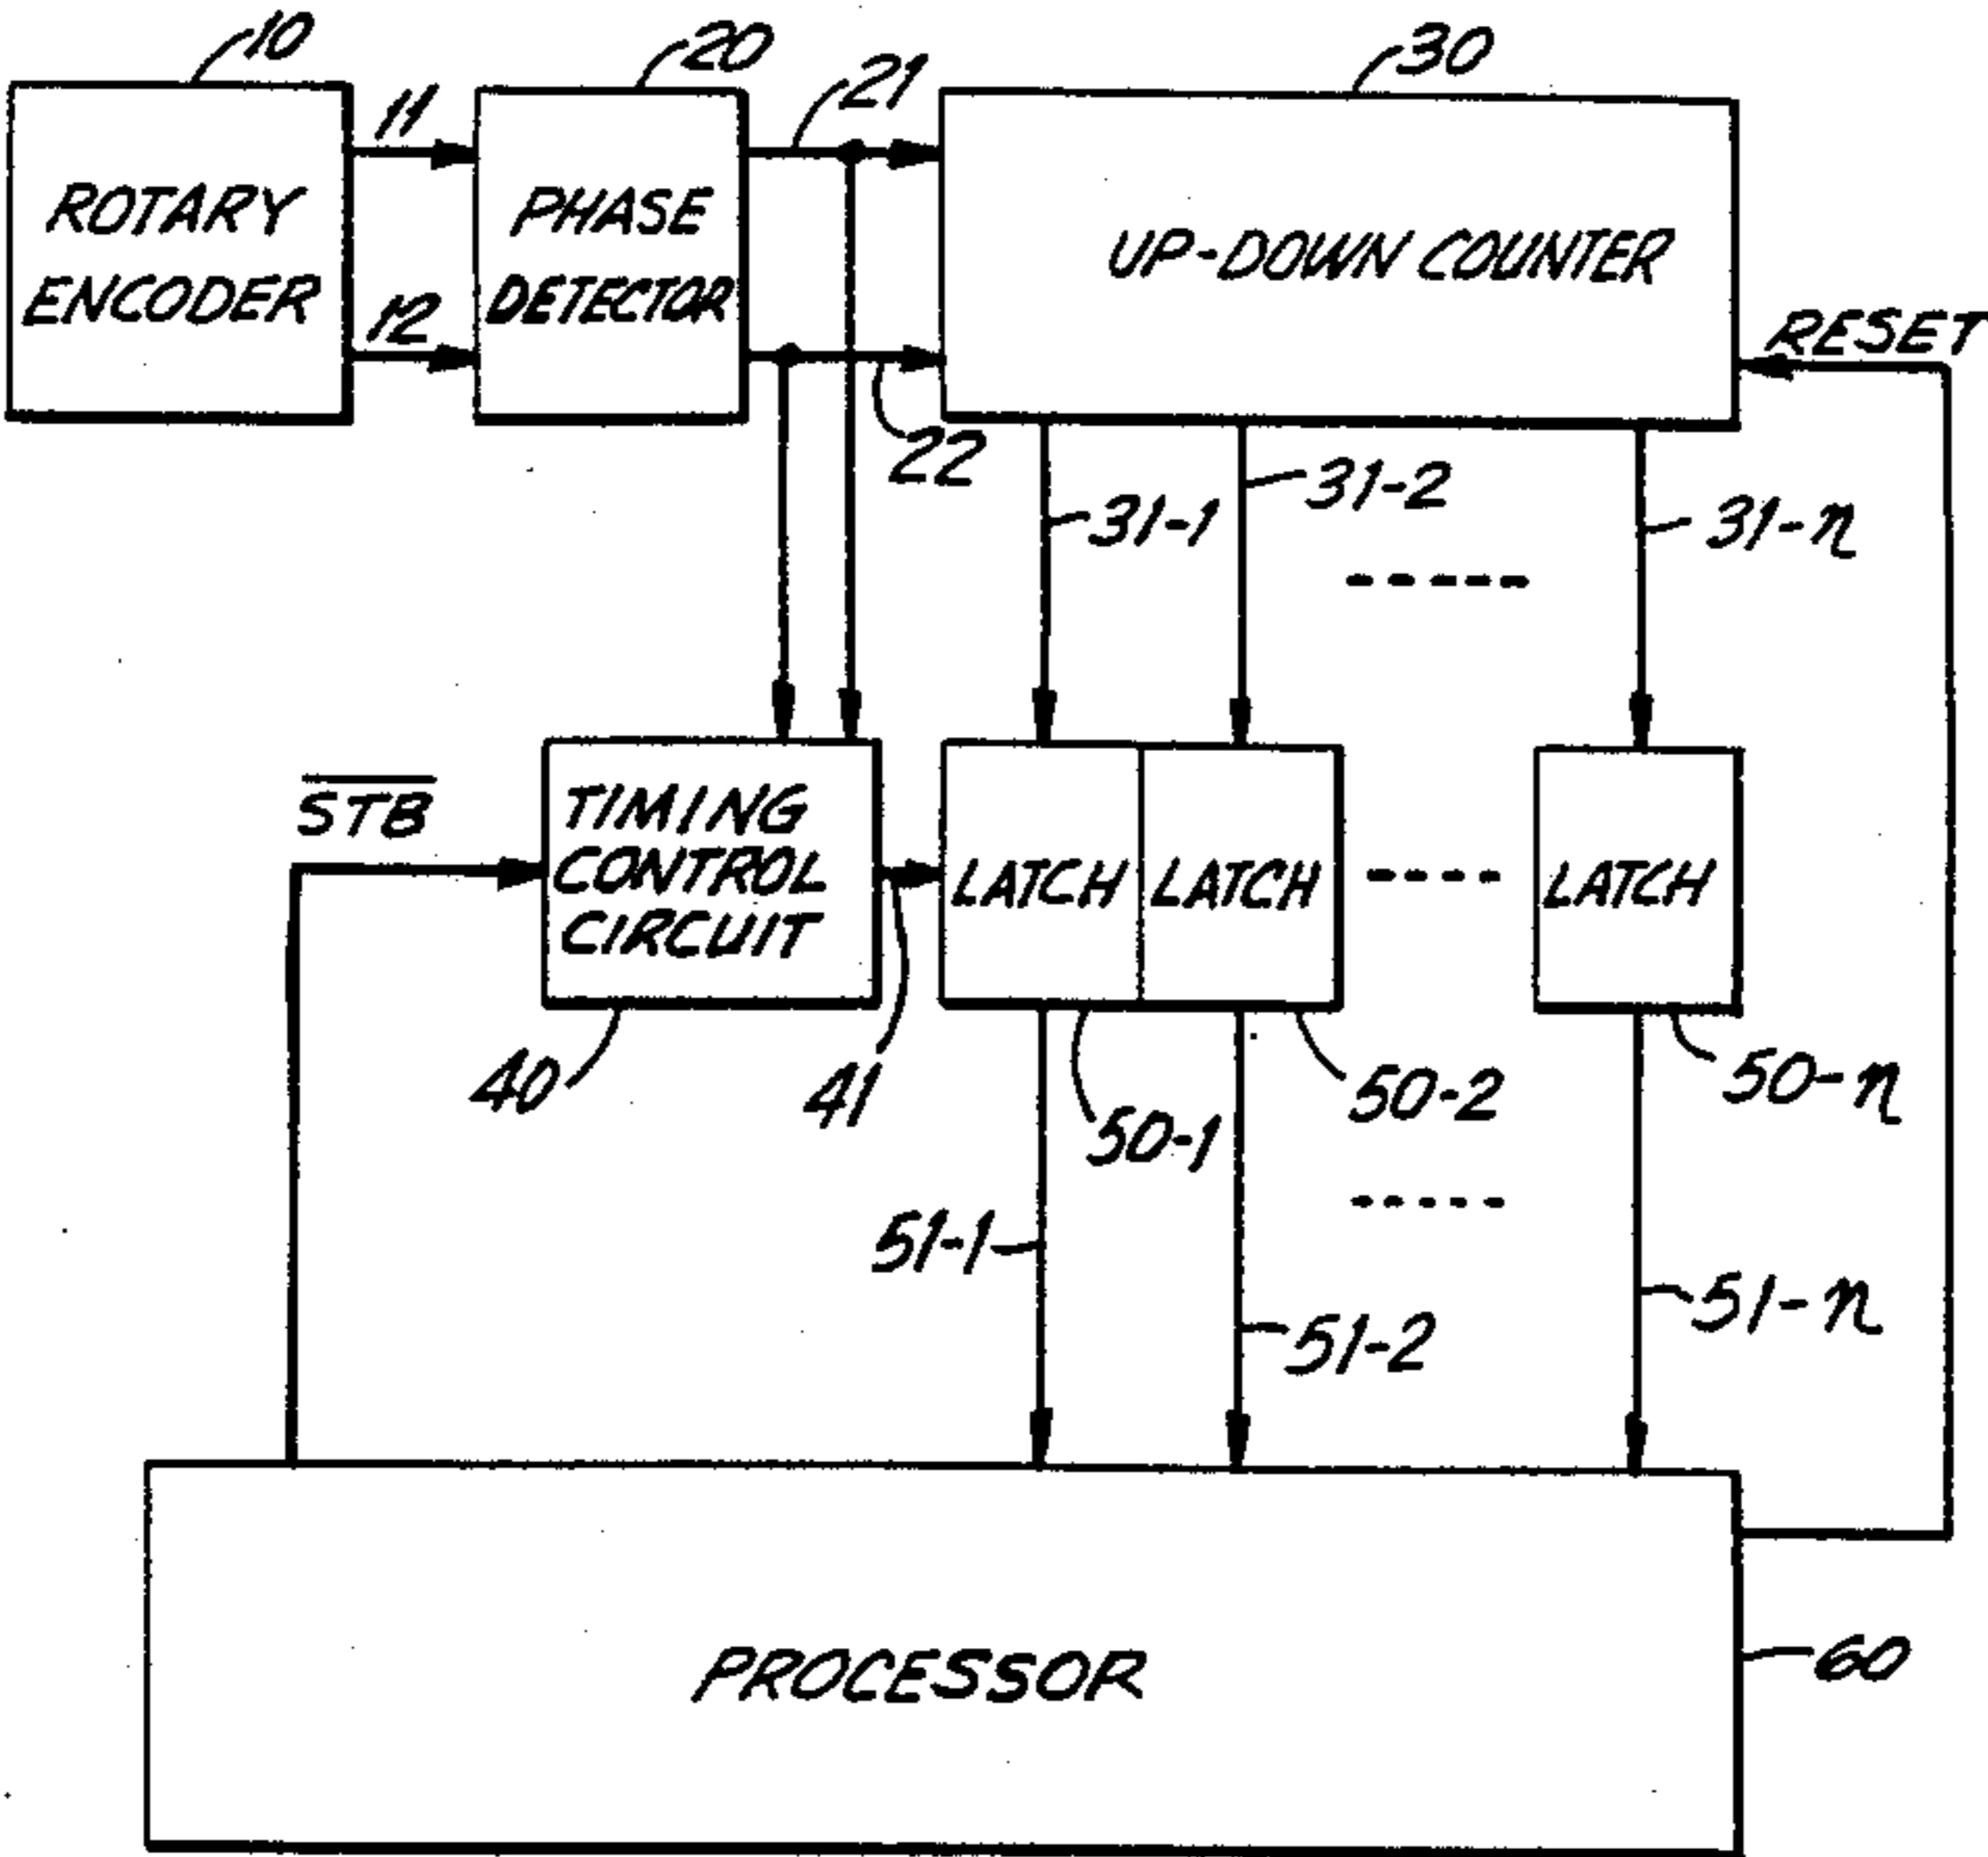 10
20
21
30
11
ROTARY
ENCODER
12
PHASE
DETECTOR
UP-DOWN COUNTER
RESET
22
31-1
31-2
31-n
S̅T̅B̅
TIMING
CONTROL
CIRCUIT
LATCH
LATCH
LATCH
40
41
50-1
50-2
50-n
51-1
51-2
51-n
PROCESSOR
60